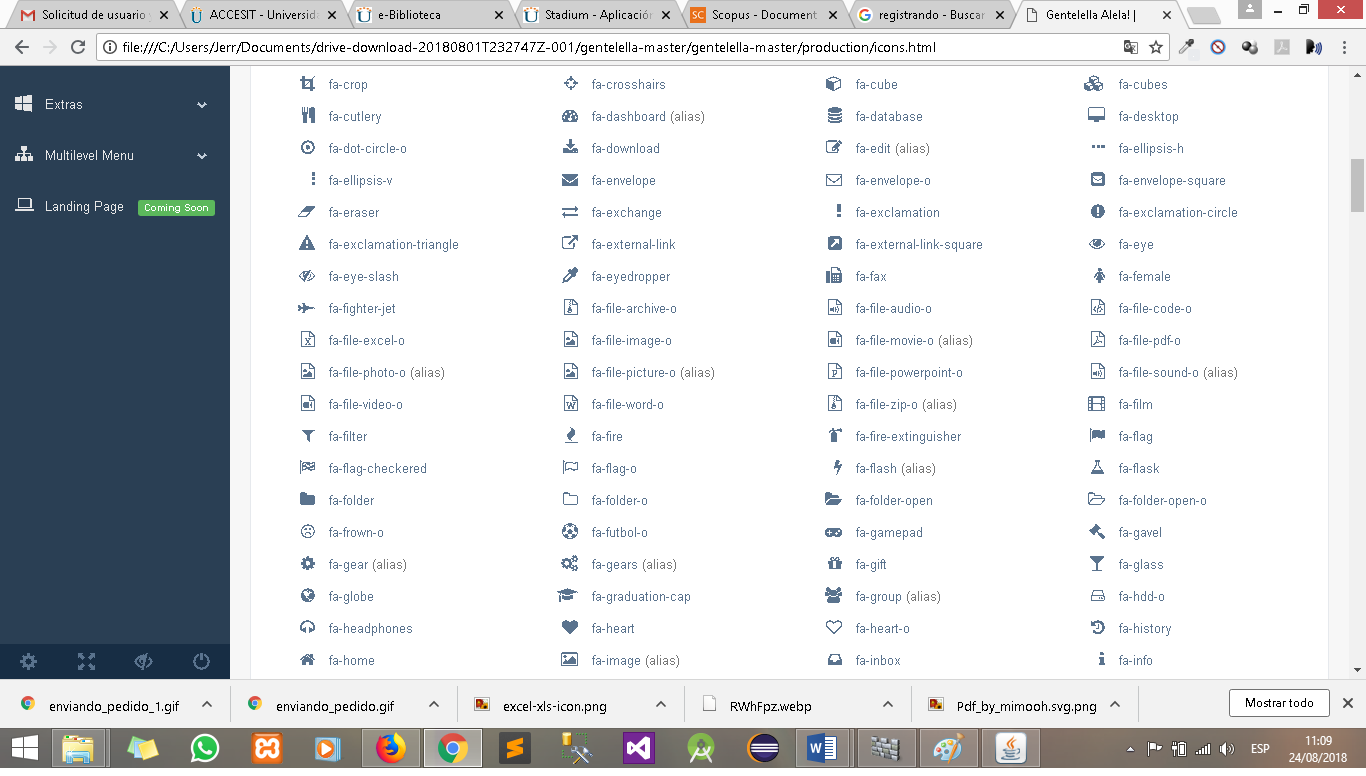 Solicitud de usuario y
ACCESIT - Universida
e-Biblioteca
Stadium - Aplicación
Scopus - Document
registrando - Buscar
Gentelella Alela! |
file:///C:/Users/Jerr/Documents/drive-download-20180801T232747Z-001/gentelella-master/gentelella-master/production/icons.html
Extras
Multilevel Menu
Landing Page Coming Soon
fa-crop fa-crosshairs fa-cube fa-cubes
fa-cutlery fa-dashboard (alias) fa-database fa-desktop
fa-dot-circle-o fa-download fa-edit (alias) fa-ellipsis-h
fa-ellipsis-v fa-envelope fa-envelope-o fa-envelope-square
fa-eraser fa-exchange fa-exclamation fa-exclamation-circle
fa-exclamation-triangle fa-external-link fa-external-link-square fa-eye
fa-eye-slash fa-eyedropper fa-fax fa-female
fa-fighter-jet fa-file-archive-o fa-file-audio-o fa-file-code-o
fa-file-excel-o fa-file-image-o fa-file-movie-o (alias) fa-file-pdf-o
fa-file-photo-o (alias) fa-file-picture-o (alias) fa-file-powerpoint-o fa-file-sound-o (alias)
fa-file-video-o fa-file-word-o fa-file-zip-o (alias) fa-film
fa-filter fa-fire fa-fire-extinguisher fa-flag
fa-flag-checkered fa-flag-o fa-flash (alias) fa-flask
fa-folder fa-folder-o fa-folder-open fa-folder-open-o
fa-frown-o fa-futbol-o fa-gamepad fa-gavel
fa-gear (alias) fa-gears (alias) fa-gift fa-glass
fa-globe fa-graduation-cap fa-group (alias) fa-hdd-o
fa-headphones fa-heart fa-heart-o fa-history
fa-home fa-image (alias) fa-inbox fa-info
enviando_pedido_1.gif
enviando_pedido.gif
excel-xls-icon.png
RWhFpz.webp
Pdf_by_mimooh.svg.png
Mostrar todo
ESP
11:09
24/08/2018